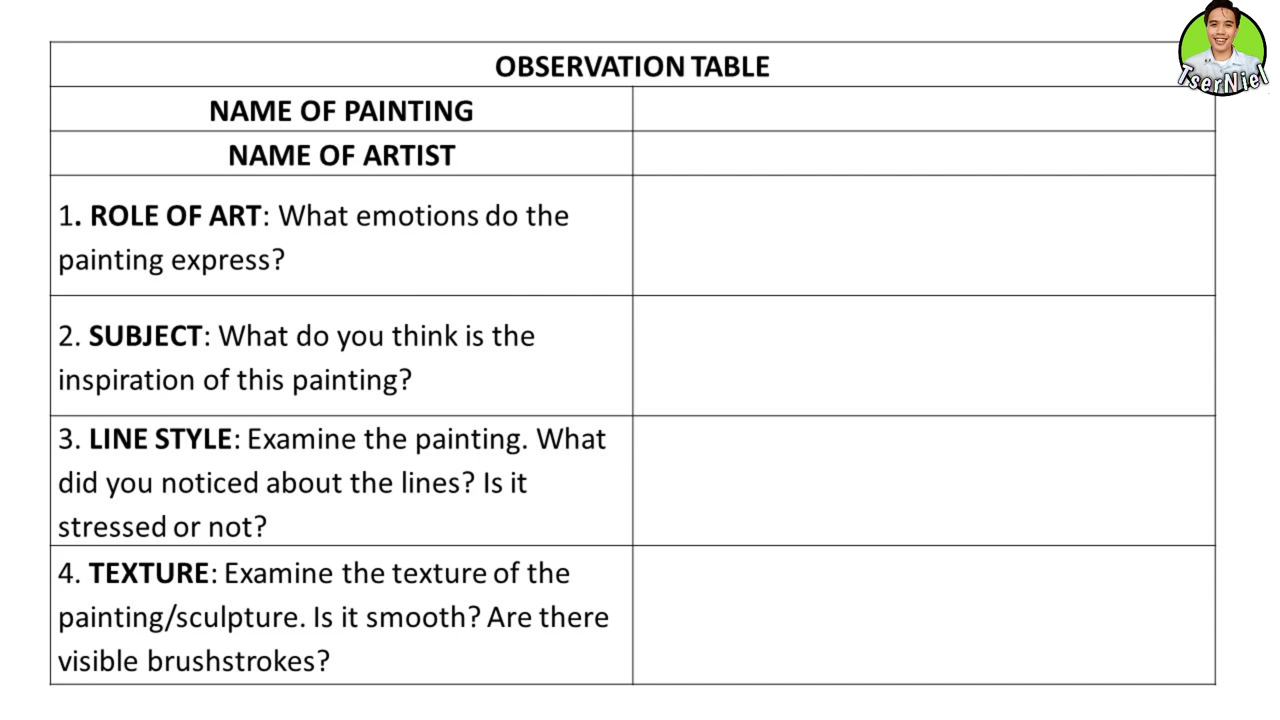 OBSERVATION TABLE
NAME OF PAINTING
NAME OF ARTIST
1. ROLE OF ART: What emotions do the
painting express?
2. SUBJECT: What do you think is the
inspiration of this painting?
3. LINE STYLE: Examine the painting. What
did you noticed about the lines? Is it
stressed or not?
4. TEXTURE: Examine the texture of the
painting/sculpture. Is it smooth? Are there
visible brushstrokes?
TserNiel